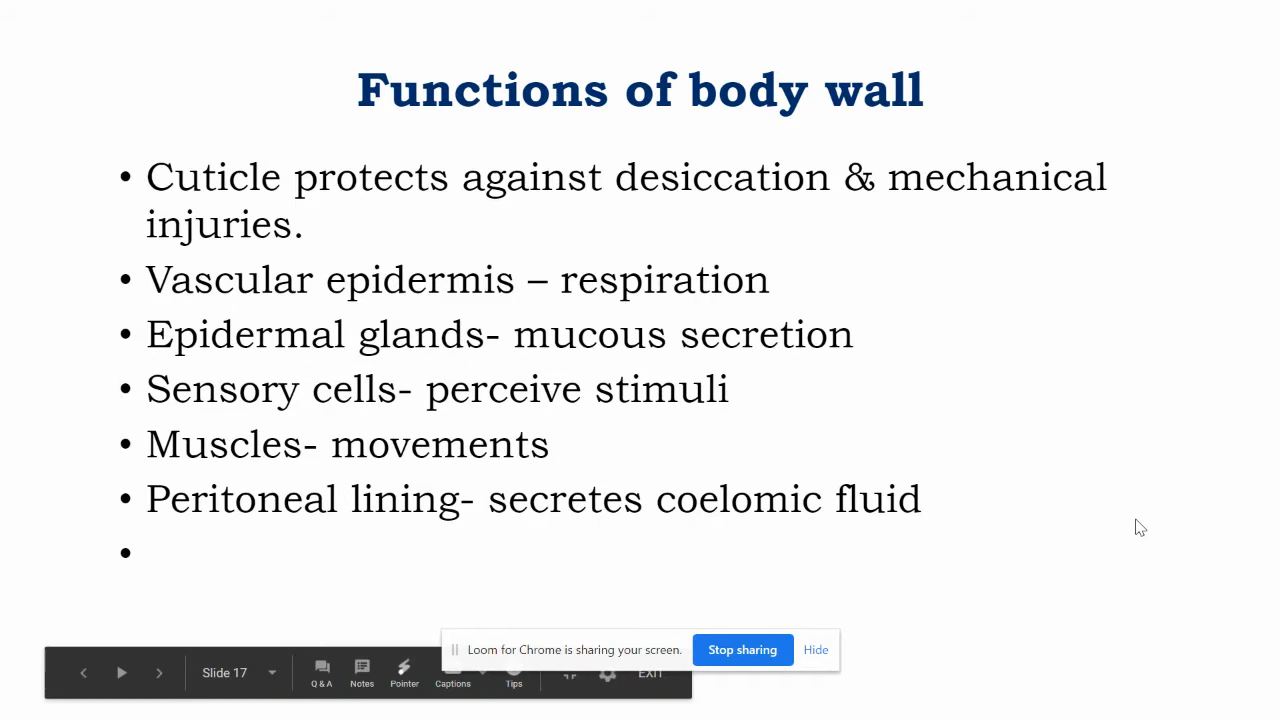 Functions of body wall
• Cuticle protects against desiccation & mechanical
injuries.
• Vascular epidermis – respiration
• Epidermal glands- mucous secretion
• Sensory cells- perceive stimuli
• Muscles- movements
• Peritoneal lining- secretes coelomic fluid
•
Loom for Chrome is sharing your screen. Stop sharing Hide
Slide 17 Q & A Notes Pointer Captions Tips EXIT